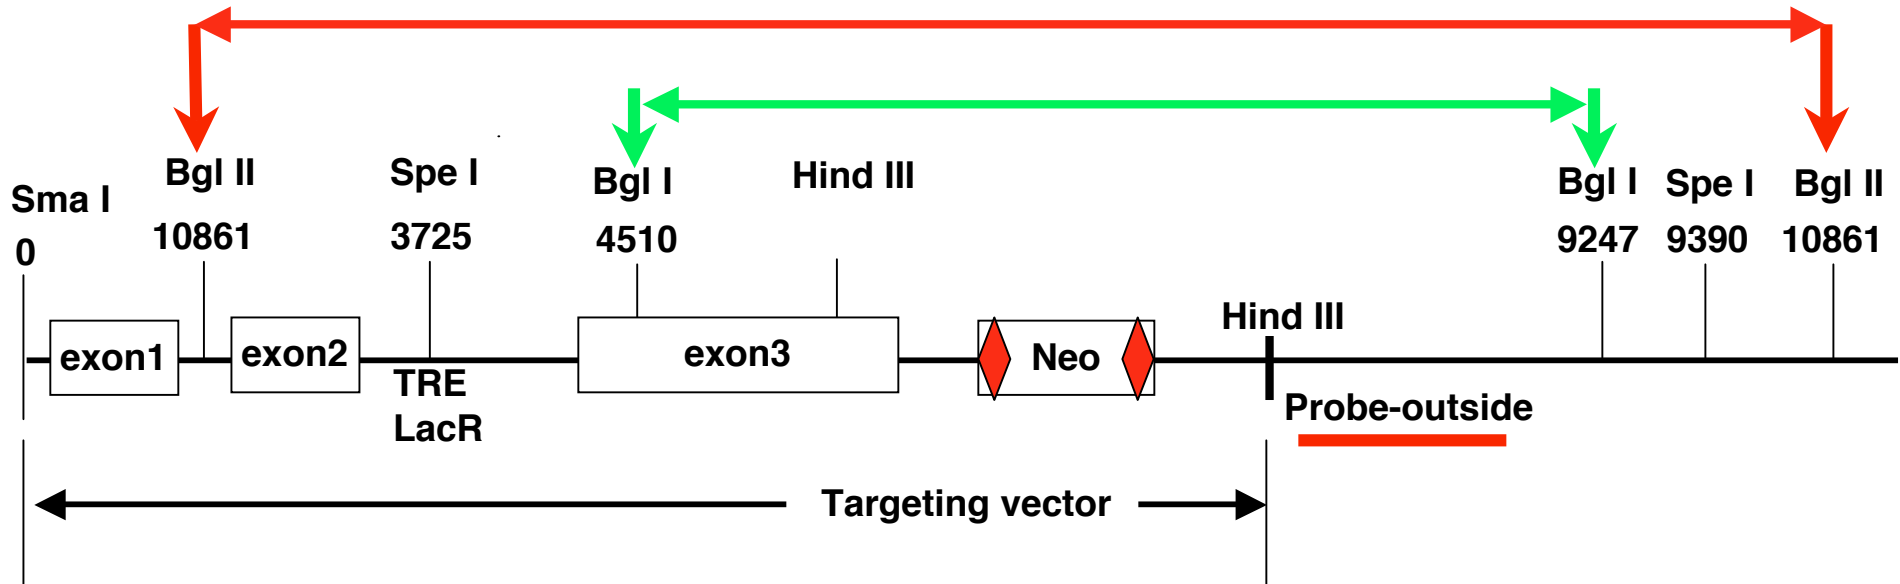 Sma I
0
Bgl II
10861
Spe I
3725
Bgl I
4510
Hind III
Bgl I
9247
Spe I
9390
Bgl II
10861
exon1
exon2
TRE
LacR
exon3
Neo
Hind III
Probe-outside
Targeting vector